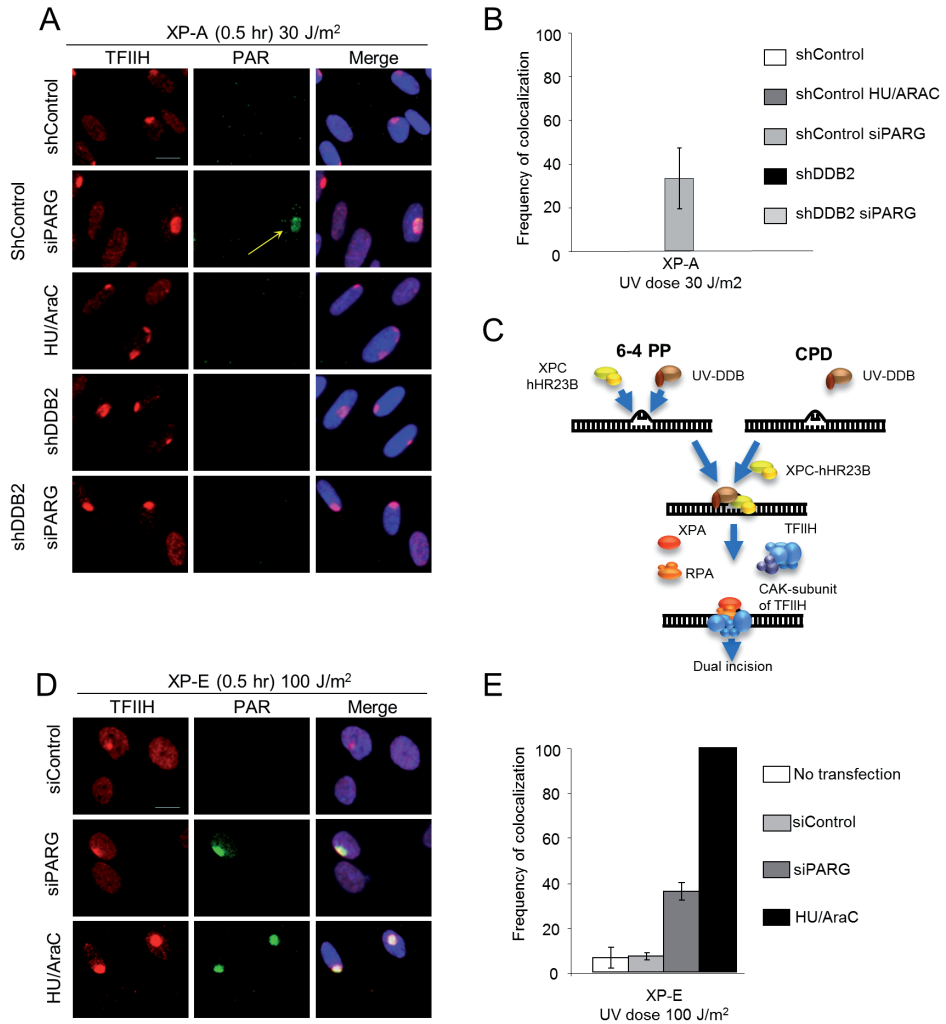 A
XP-A (0.5 hr) 30 J/m²
TFIIH PAR Merge
shControl
ShControl
siPARG
HU/AraC
shDDB2
shDDB2
siPARG
B
Frequency of colocalization
100
80
60
40
20
0
XP-A
UV dose 30 J/m2
shControl
shControl HU/ARAC
shControl siPARG
shDDB2
shDDB2 siPARG
C
6-4 PP
CPD
XPC
hHR23B
UV-DDB
UV-DDB
XPC-hHR23B
XPA
TFIIH
RPA
CAK-subunit
of TFIIH
Dual incision
D
XP-E (0.5 hr) 100 J/m²
TFIIH PAR Merge
siControl
siPARG
HU/AraC
E
Frequency of colocalization
100
80
60
40
20
0
XP-E
UV dose 100 J/m²
No transfection
siControl
siPARG
HU/AraC